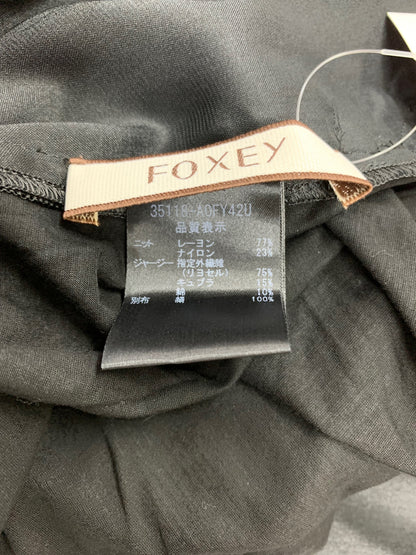 FOXEY
35118-AOFY42U
品質表示
ニット レーヨン 77%
ナイロン 23%
ジャージー 指定外繊維
(リヨセル) 75%
キュプラ 15%
綿 10%
別布 絹 100%